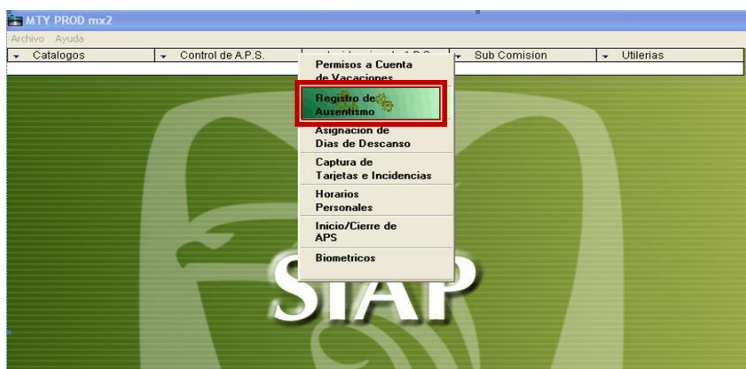 MTY PROD mx2
Archivo Ayuda
Catalogos
Control de A.P.S.
Sub Comision
Utilerias
Permisos a Cuenta
de Vacaciones
Registro de
Ausentismo
Asignacion de
Dias de Descanso
Captura de
Tarjetas e Incidencias
Horarios
Personales
Inicio/Cierre de
APS
Biometricos
SIAP